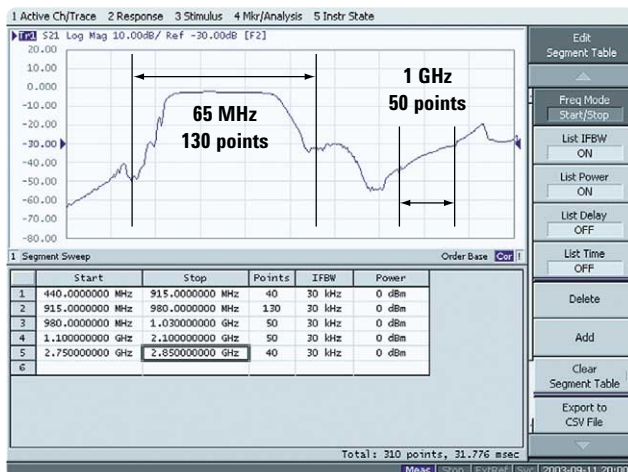 1 Active Ch/Trace 2 Response 3 Stimulus 4 Mkr/Analysis 5 Instr State
Tr1 S21 Log Mag 10.00dB/ Ref -30.00dB [F2]
20.00
10.00
0.000
-10.00
-20.00
-30.00
-40.00
-50.00
-60.00
-70.00
-80.00
65 MHz
130 points
1 GHz
50 points
1 Segment Sweep Order Base Cor !
Start Stop Points IFBW Power
1 440.0000000 MHz 915.0000000 MHz 40 30 kHz 0 dBm
2 915.0000000 MHz 980.0000000 MHz 130 30 kHz 0 dBm
3 980.0000000 MHz 1.030000000 GHz 50 30 kHz 0 dBm
4 1.100000000 GHz 2.100000000 GHz 50 30 kHz 0 dBm
5 2.750000000 GHz 2.850000000 GHz 40 30 kHz 0 dBm
6
Total: 310 points, 31.776 msec
Meas Stop ExtRef Svc 2003-09-11 20:00
Edit
Segment Table
Freq Mode
Start/Stop
List IFBW
ON
List Power
ON
List Delay
OFF
List Time
OFF
Delete
Add
Clear
Segment Table
Export to
CSV File